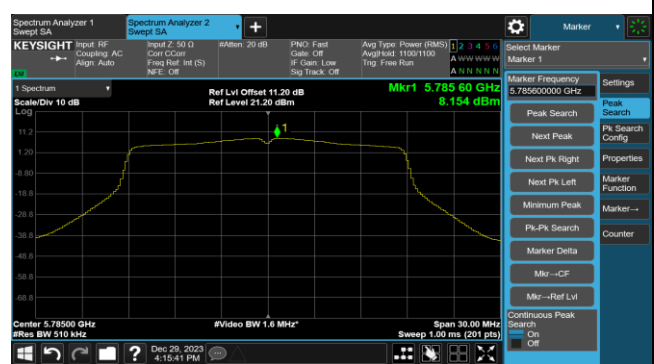 Spectrum Analyzer 1
Swept SA
Spectrum Analyzer 2
Swept SA
+
Marker
KEYSIGHT
Input: RF
Coupling: AC
Align: Auto
Input Z: 50 Ω
Corr CCorr
Freq Ref: Int (S)
NFE: Off
#Atten: 20 dB
PNO: Fast
Gate: Off
IF Gain: Low
Sig Track: Off
Avg Type: Power (RMS)
Avg|Hold: 1100/1100
Trig: Free Run
1 2 3 4 5 6
A W W W W W
A N N N N N
Select Marker
Marker 1
1 Spectrum
Scale/Div 10 dB
Log
Ref Lvl Offset 11.20 dB
Ref Level 21.20 dBm
Mkr1 5.785 60 GHz
8.154 dBm
1
11.2
1.20
-8.80
-18.8
-28.8
-38.8
-48.8
-58.8
-68.8
Center 5.78500 GHz
#Res BW 510 kHz
#Video BW 1.6 MHz*
Span 30.00 MHz
Sweep 1.00 ms (201 pts)
Marker Frequency
5.785600000 GHz
Peak Search
Next Peak
Next Pk Right
Next Pk Left
Minimum Peak
Pk-Pk Search
Marker Delta
Mkr→CF
Mkr→Ref Lvl
Continuous Peak
Search
On
Off
Settings
Peak
Search
Pk Search
Config
Properties
Marker
Function
Marker→
Counter
?
Dec 29, 2023
4:15:41 PM